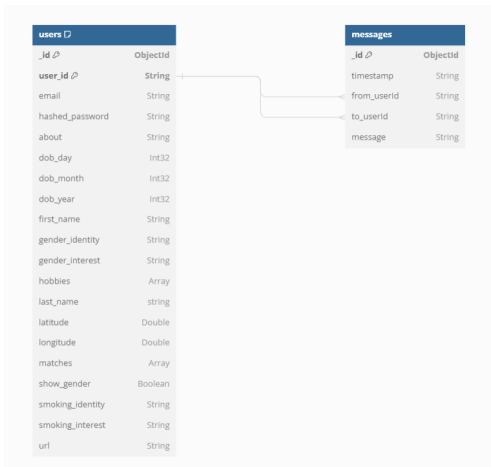 users
_id ObjectId
user_id String
email String
hashed_password String
about String
dob_day Int32
dob_month Int32
dob_year Int32
first_name String
gender_identity String
gender_interest String
hobbies Array
last_name string
latitude Double
longitude Double
matches Array
show_gender Boolean
smoking_identity String
smoking_interest String
url String
messages
_id ObjectId
timestamp String
from_userId String
to_userId String
message String